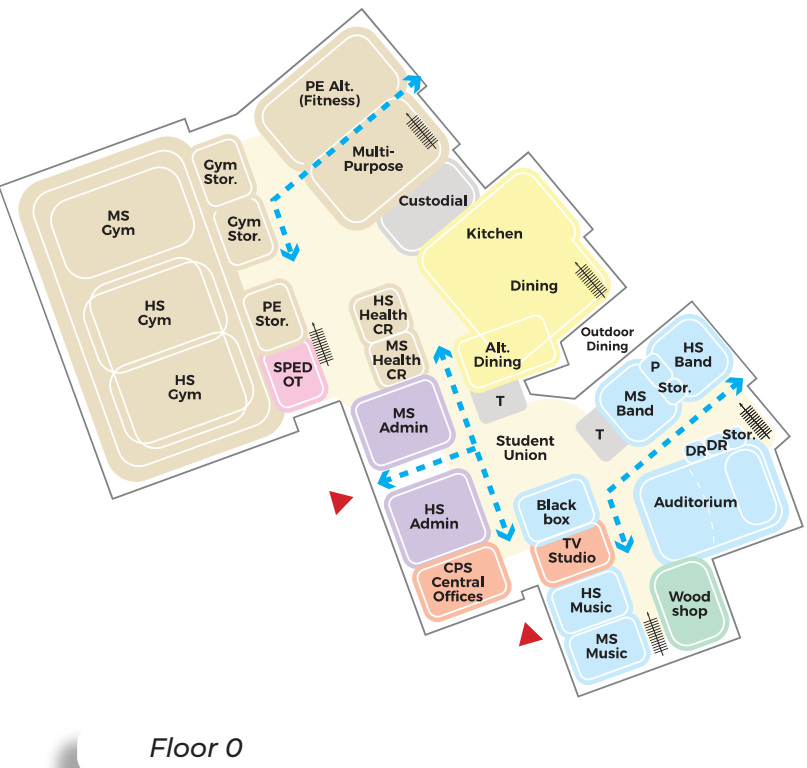 PE Alt.
(Fitness)
Multi-
Purpose
Gym
Stor.
Custodial
MS
Gym
Gym
Stor.
Kitchen
Dining
HS
Gym
PE
Stor.
HS
Health
CR
MS
Health
CR
Outdoor
Dining
Alt.
Dining
HS
Band
P
Stor.
SPED
OT
HS
Gym
MS
Band
T
MS
Admin
T
Student
Union
DR
DR
Stor.
Auditorium
Black
box
HS
Admin
TV
Studio
CPS
Central
Offices
HS
Music
Wood
shop
MS
Music
Floor 0